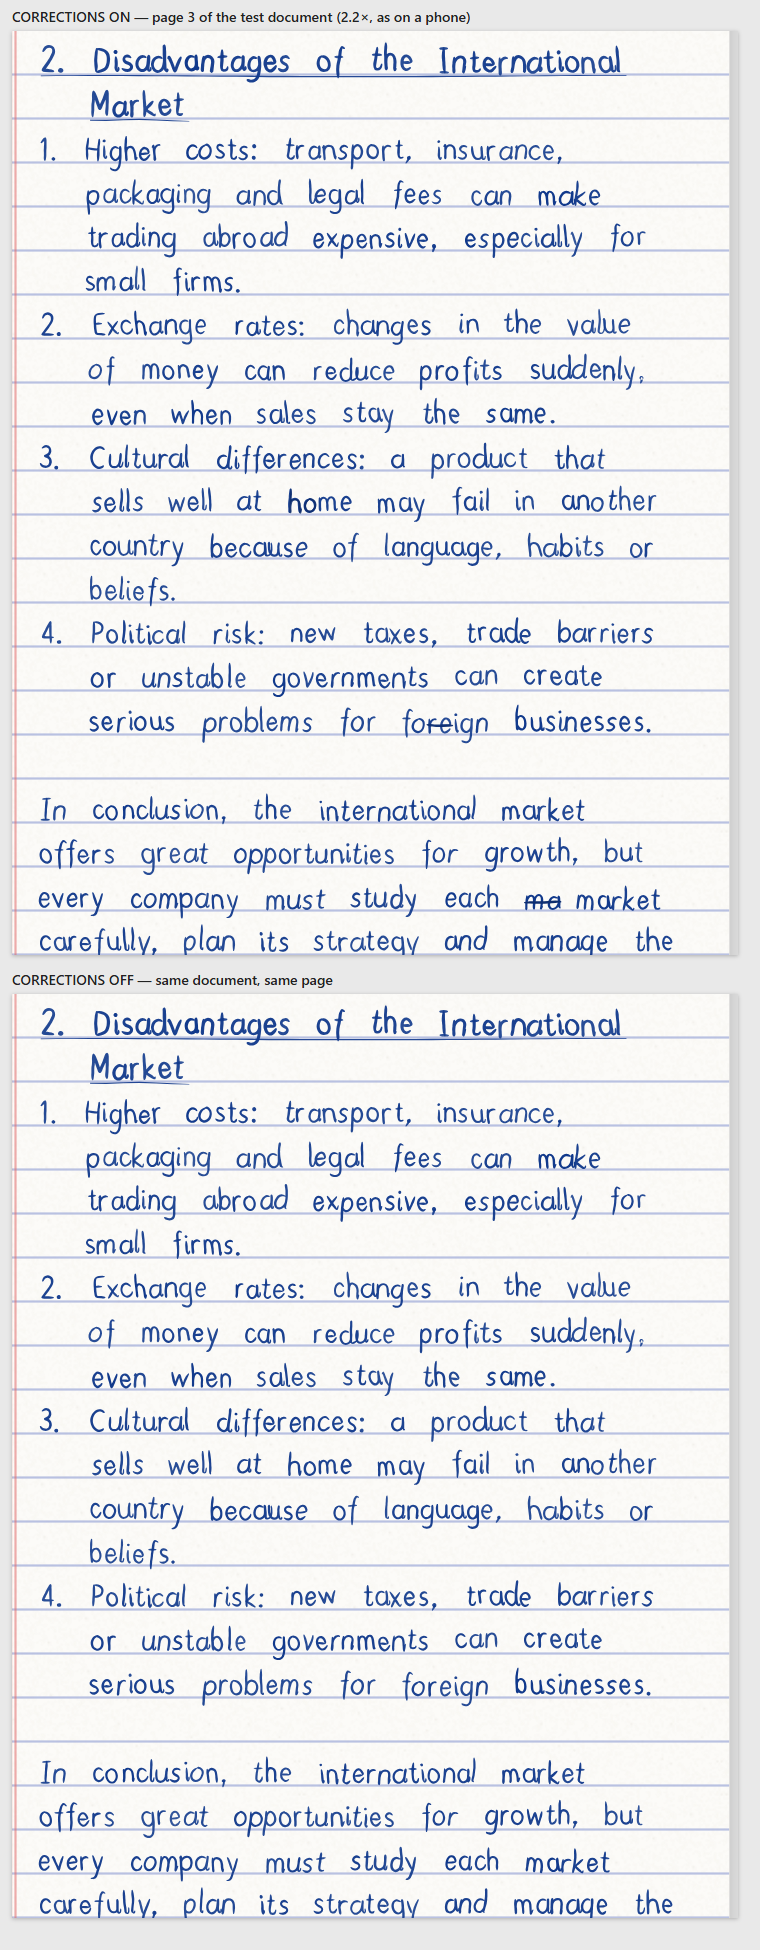 CORRECTIONS ON — page 3 of the test document (2.2×, as on a phone)
2. Disadvantages of the International
Market
1. Higher costs: transport, insurance,
packaging and legal fees can make
trading abroad expensive, especially for
small firms.
2. Exchange rates: changes in the value
of money can reduce profits suddenly,
even when sales stay the same.
3. Cultural differences: a product that
sells well at home may fail in another
country because of language, habits or
beliefs.
4. Political risk: new taxes, trade barriers
or unstable governments can create
serious problems for foreign businesses.
In conclusion, the international market
offers great opportunities for growth, but
every company must study each ma market
carefully, plan its strategy and manage the
CORRECTIONS OFF — same document, same page
2. Disadvantages of the International
Market
1. Higher costs: transport, insurance,
packaging and legal fees can make
trading abroad expensive, especially for
small firms.
2. Exchange rates: changes in the value
of money can reduce profits suddenly,
even when sales stay the same.
3. Cultural differences: a product that
sells well at home may fail in another
country because of language, habits or
beliefs.
4. Political risk: new taxes, trade barriers
or unstable governments can create
serious problems for foreign businesses.
In conclusion, the international market
offers great opportunities for growth, but
every company must study each market
carefully, plan its strategy and manage the